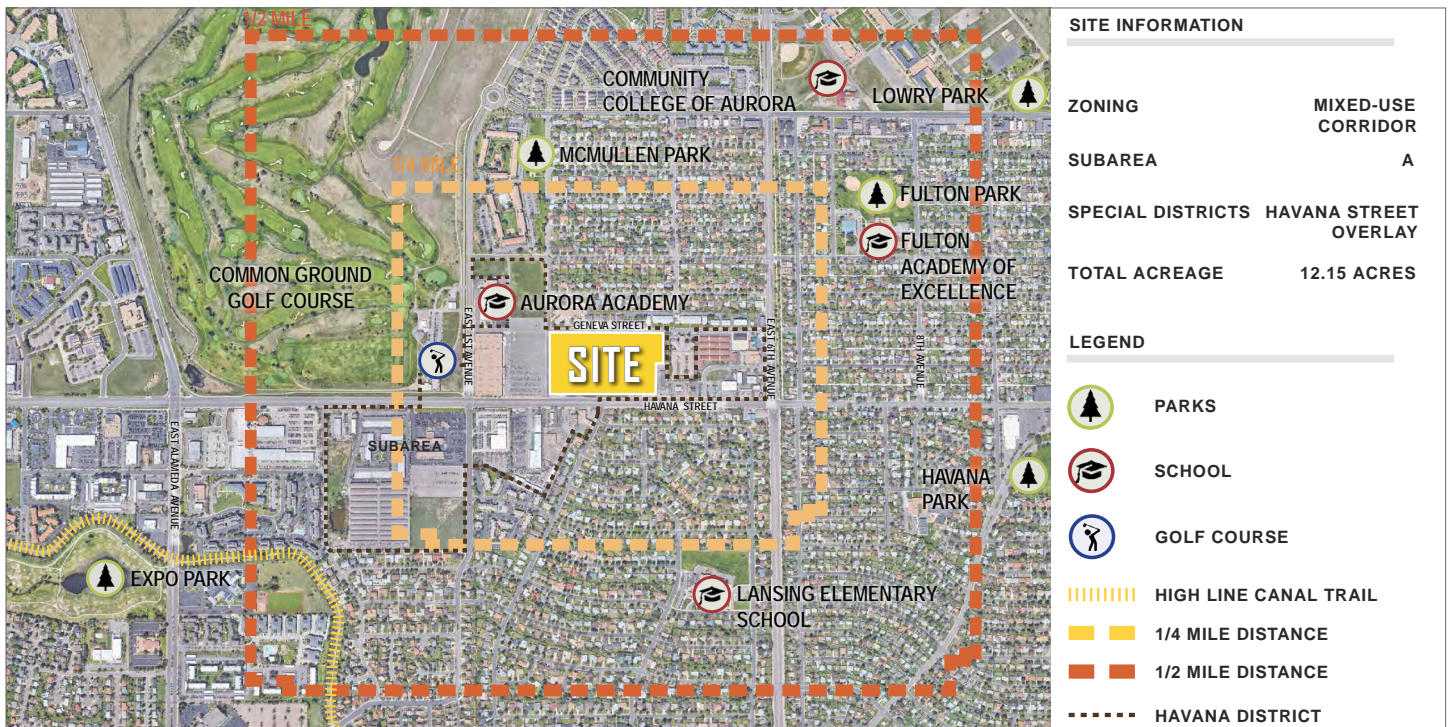 1/2 MILE
COMMUNITY
COLLEGE OF AURORA
LOWRY PARK
MCMULLEN PARK
1/4 MILE
FULTON PARK
FULTON
ACADEMY OF
EXCELLENCE
COMMON GROUND
GOLF COURSE
AURORA ACADEMY
EAST 1ST AVENUE
GENEVA STREET
EAST 6TH AVENUE
8TH AVENUE
SITE
HAVANA STREET
SUBAREA
EAST ALAMEDA AVENUE
HAVANA
PARK
EXPO PARK
LANSING ELEMENTARY
SCHOOL
SITE INFORMATION
ZONING MIXED-USE
CORRIDOR
SUBAREA A
SPECIAL DISTRICTS HAVANA STREET
OVERLAY
TOTAL ACREAGE 12.15 ACRES
LEGEND
PARKS
SCHOOL
GOLF COURSE
HIGH LINE CANAL TRAIL
1/4 MILE DISTANCE
1/2 MILE DISTANCE
HAVANA DISTRICT